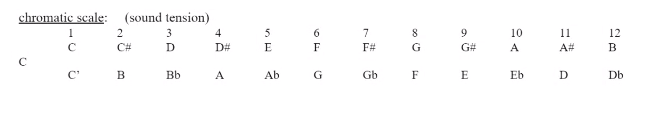 chromatic scale: (sound tension)
1 2 3 4 5 6 7 8 9 10 11 12
C C# D D# E F F# G G# A A# B
C
C' B Bb A Ab G Gb F E Eb D Db